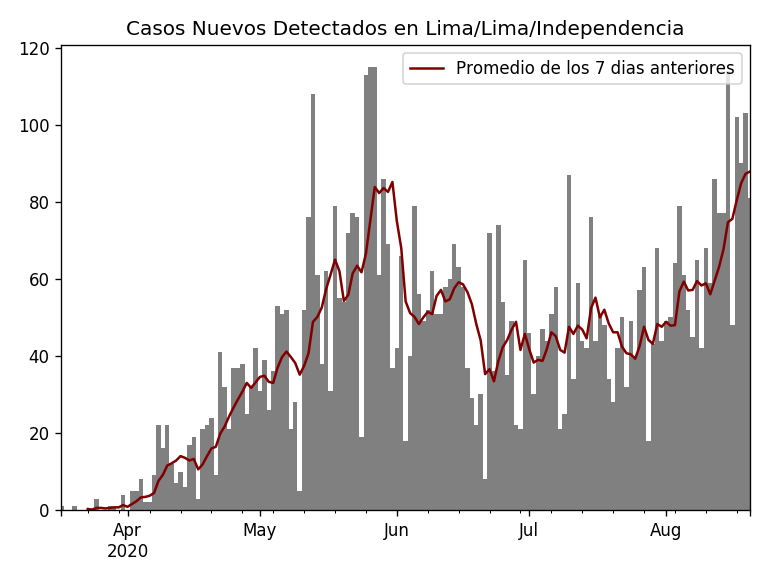 Casos Nuevos Detectados en Lima/Lima/Independencia
Promedio de los 7 dias anteriores
120
100
80
60
40
20
0
Apr May Jun Jul Aug
2020